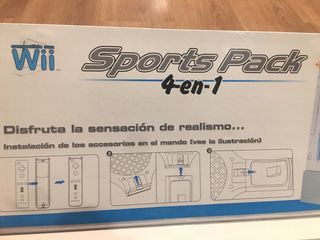 Wii
Sports Pack
4-en-1
Disfruta la sensación de realismo...
Instalación de los accesorios en el mando (vea la ilustración)